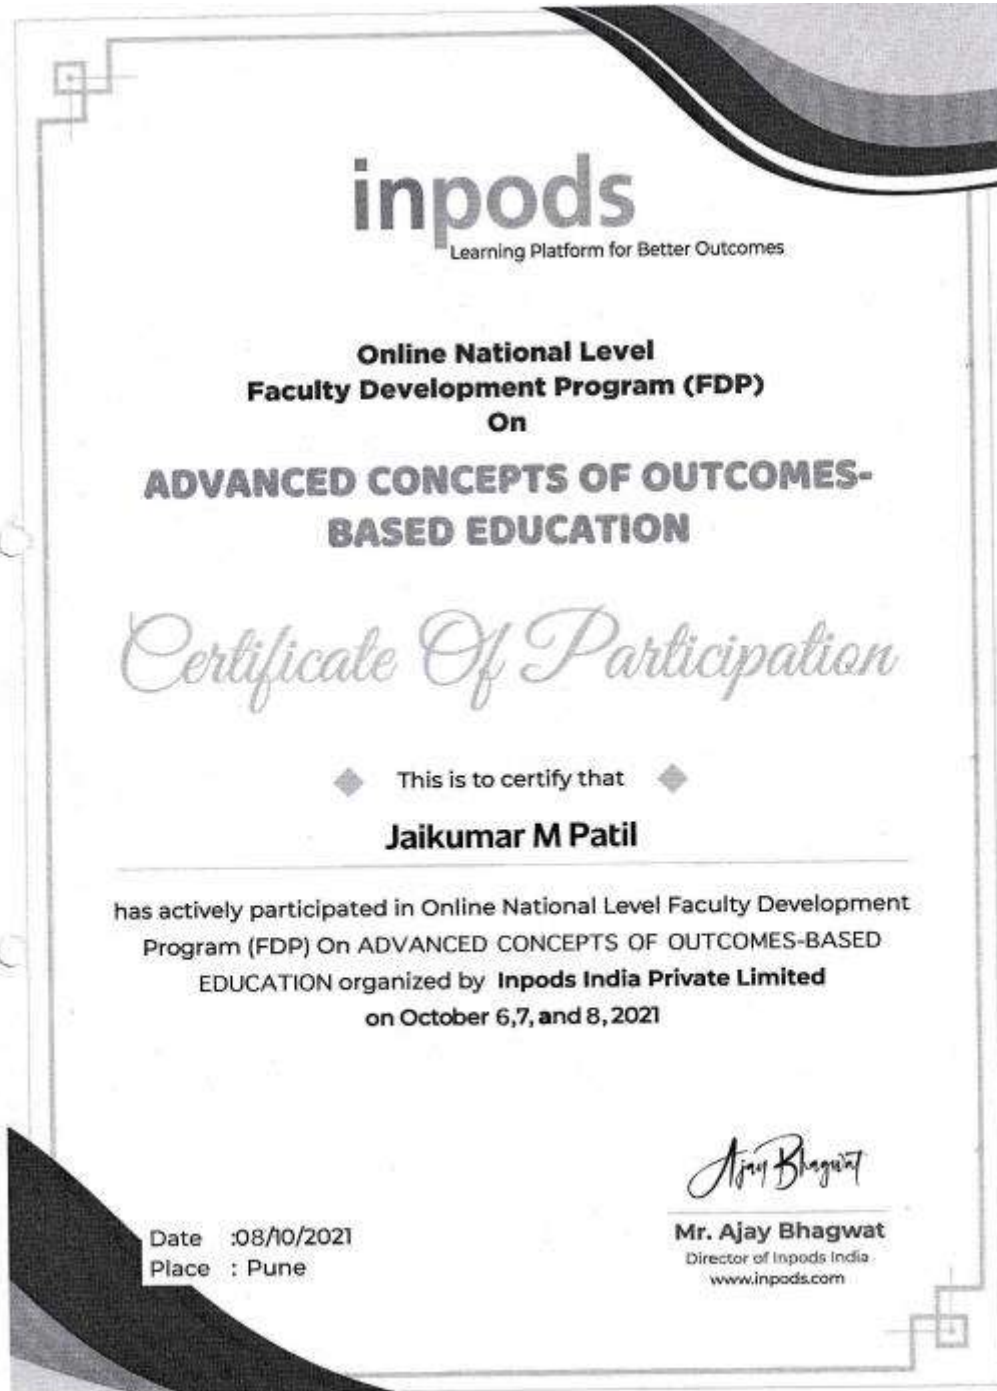 inpods
Learning Platform for Better Outcomes
Online National Level
Faculty Development Program (FDP)
On
ADVANCED CONCEPTS OF OUTCOMES-
BASED EDUCATION
Certificate Of Participation
This is to certify that
Jaikumar M Patil
has actively participated in Online National Level Faculty Development
Program (FDP) On ADVANCED CONCEPTS OF OUTCOMES-BASED
EDUCATION organized by Inpods India Private Limited
on October 6,7, and 8, 2021
Ajay Bhagwat
Date :08/10/2021
Place : Pune
Mr. Ajay Bhagwat
Director of Inpods India
www.inpods.com